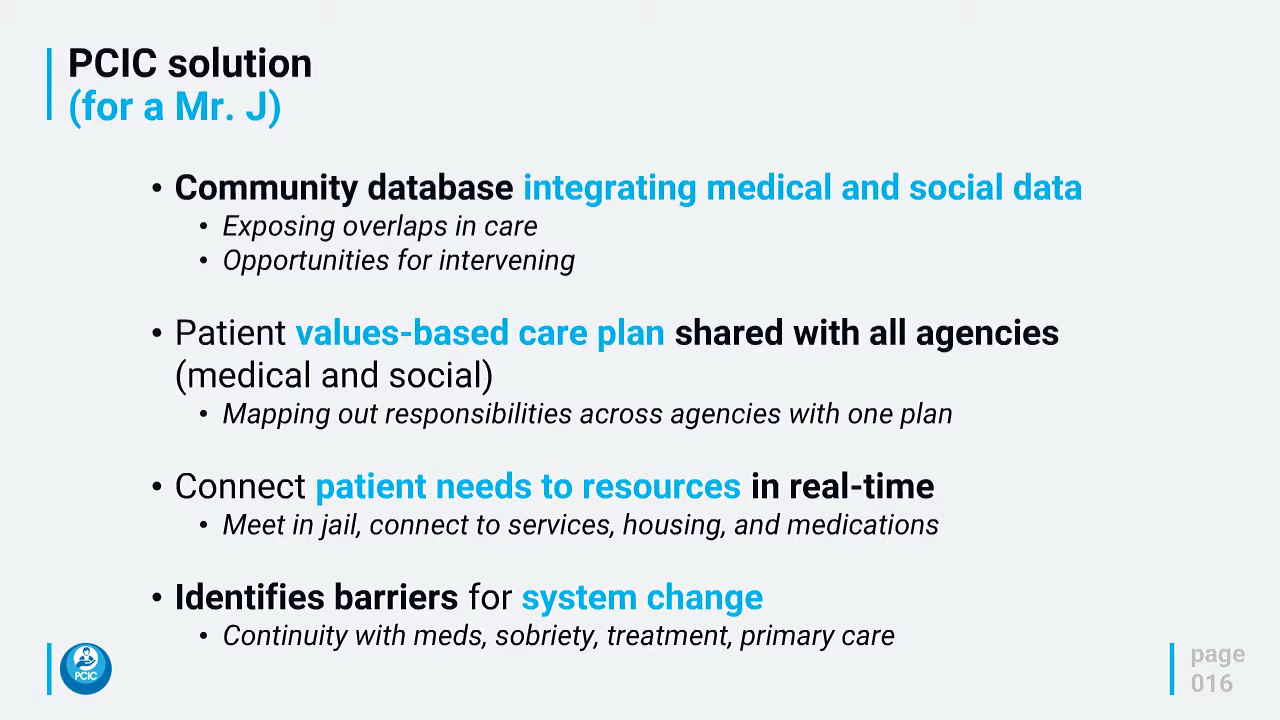 PCIC solution
(for a Mr. J)
• Community database integrating medical and social data
• Exposing overlaps in care
• Opportunities for intervening
• Patient values-based care plan shared with all agencies
(medical and social)
• Mapping out responsibilities across agencies with one plan
• Connect patient needs to resources in real-time
• Meet in jail, connect to services, housing, and medications
• Identifies barriers for system change
• Continuity with meds, sobriety, treatment, primary care
PCIC
page
016